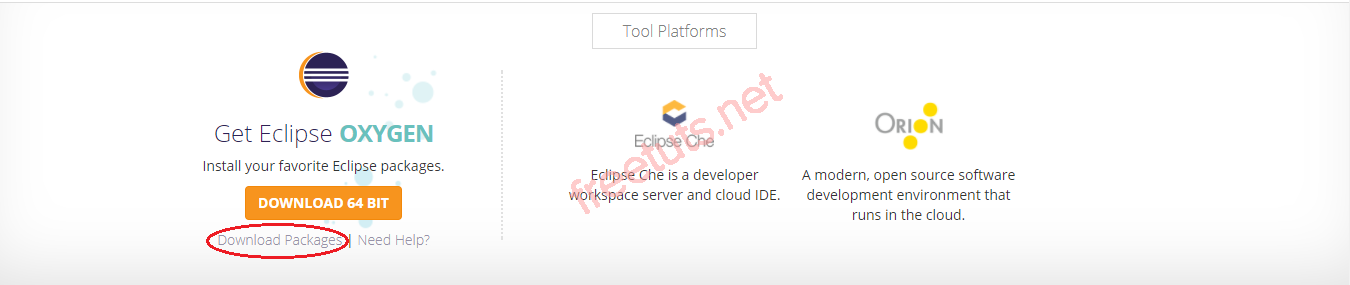 Tool Platforms
Get Eclipse OXYGEN
Install your favorite Eclipse packages.
DOWNLOAD 64 BIT
Download Packages | Need Help?
Eclipse Che
Eclipse Che is a developer
workspace server and cloud IDE.
ORION
A modern, open source software
development environment that
runs in the cloud.
freetuts.net